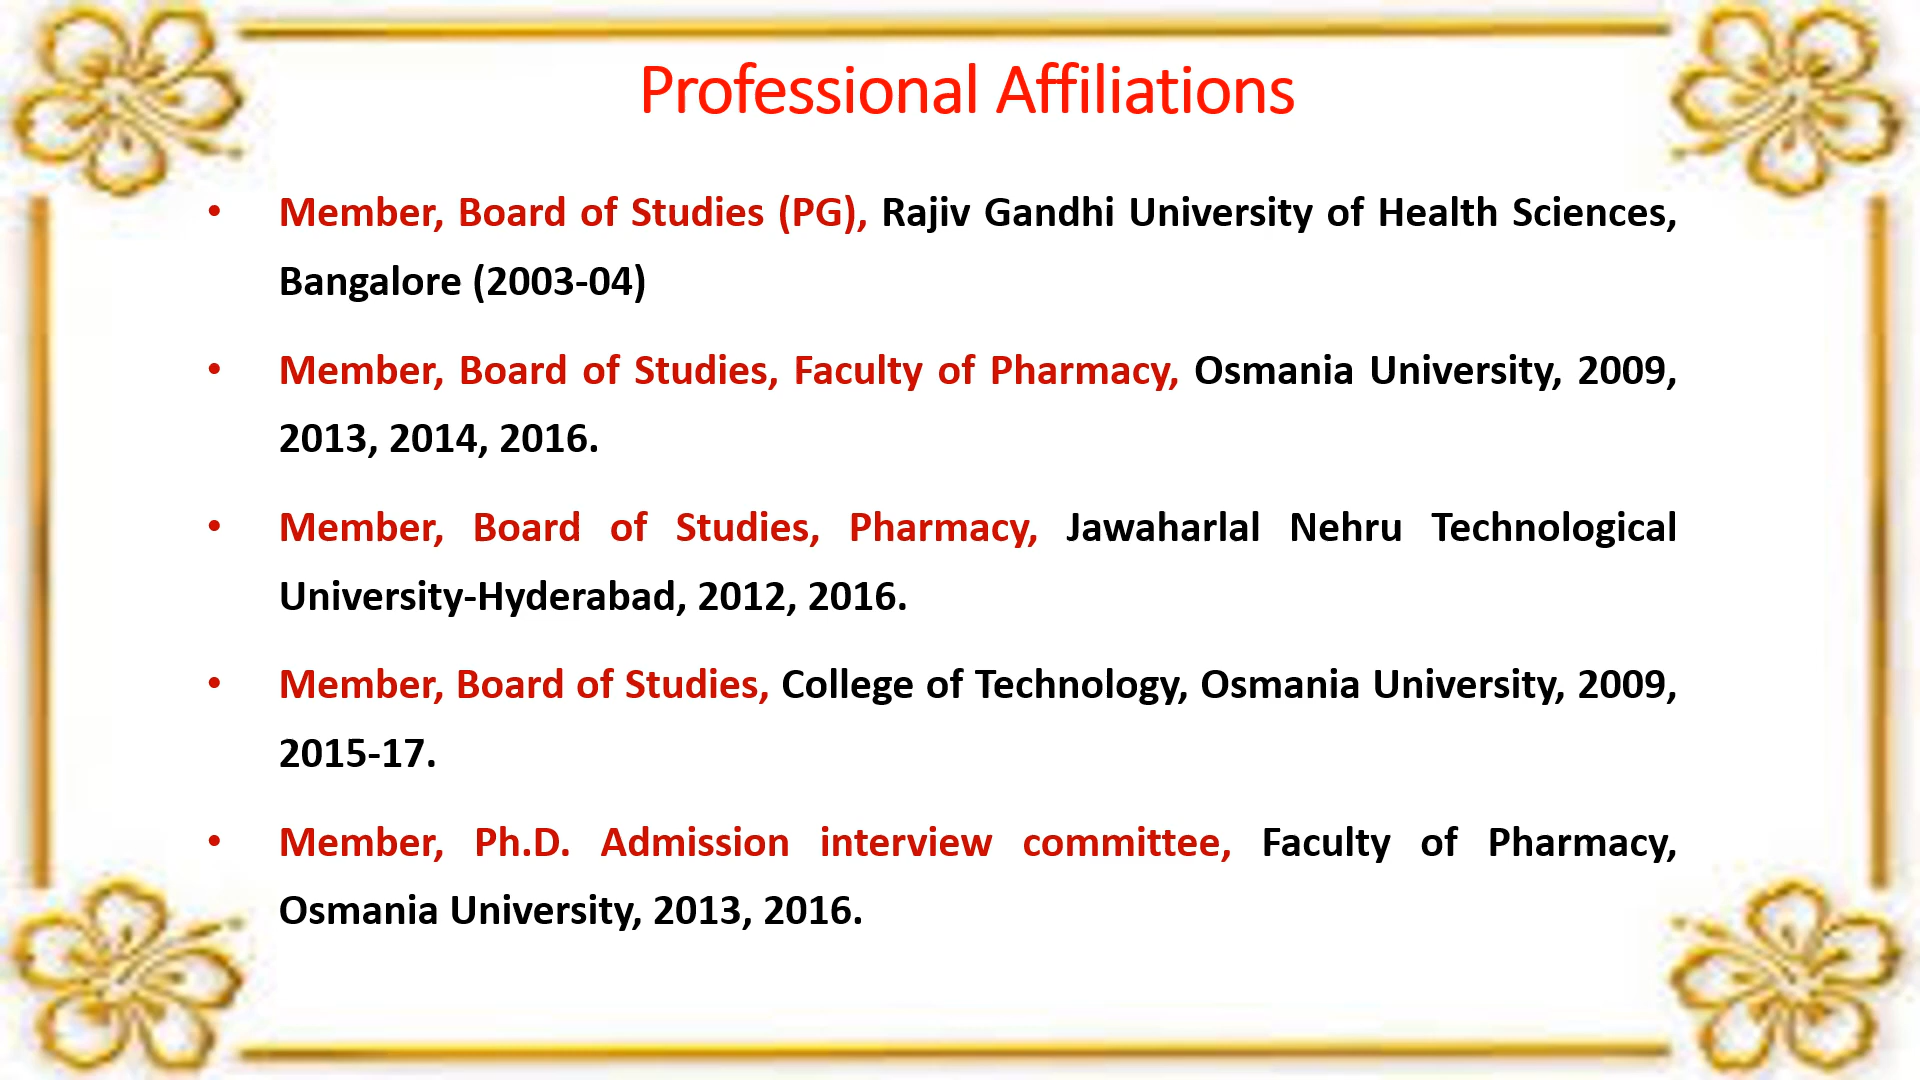 Professional Affiliations
• Member, Board of Studies (PG), Rajiv Gandhi University of Health Sciences,
Bangalore (2003-04)
• Member, Board of Studies, Faculty of Pharmacy, Osmania University, 2009,
2013, 2014, 2016.
• Member, Board of Studies, Pharmacy, Jawaharlal Nehru Technological
University-Hyderabad, 2012, 2016.
• Member, Board of Studies, College of Technology, Osmania University, 2009,
2015-17.
• Member, Ph.D. Admission interview committee, Faculty of Pharmacy,
Osmania University, 2013, 2016.